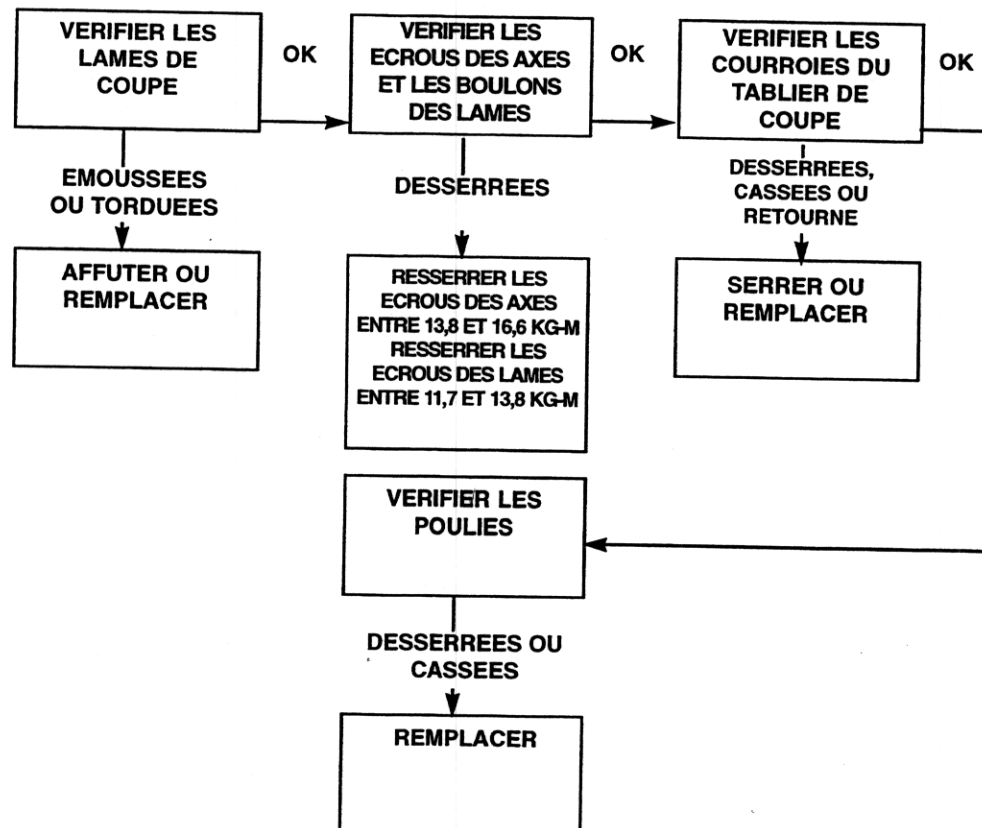 VERIFIER LES
LAMES DE
COUPE
OK
VERIFIER LES
ECROUS DES AXES
ET LES BOULONS
DES LAMES
OK
VERIFIER LES
COURROIES DU
TABLIER DE
COUPE
OK
EMOUSSEES
OU TORDUEES
DESSERREES
DESSERREES,
CASSEES OU
RETOURNE
AFFUTER OU
REMPLACER
RESSERRER LES
ECROUS DES AXES
ENTRE 13,8 ET 16,6 KG-M
RESSERRER LES
ECROUS DES LAMES
ENTRE 11,7 ET 13,8 KG-M
SERRER OU
REMPLACER
VERIFIER LES
POULIES
DESSERREES OU
CASSEES
REMPLACER